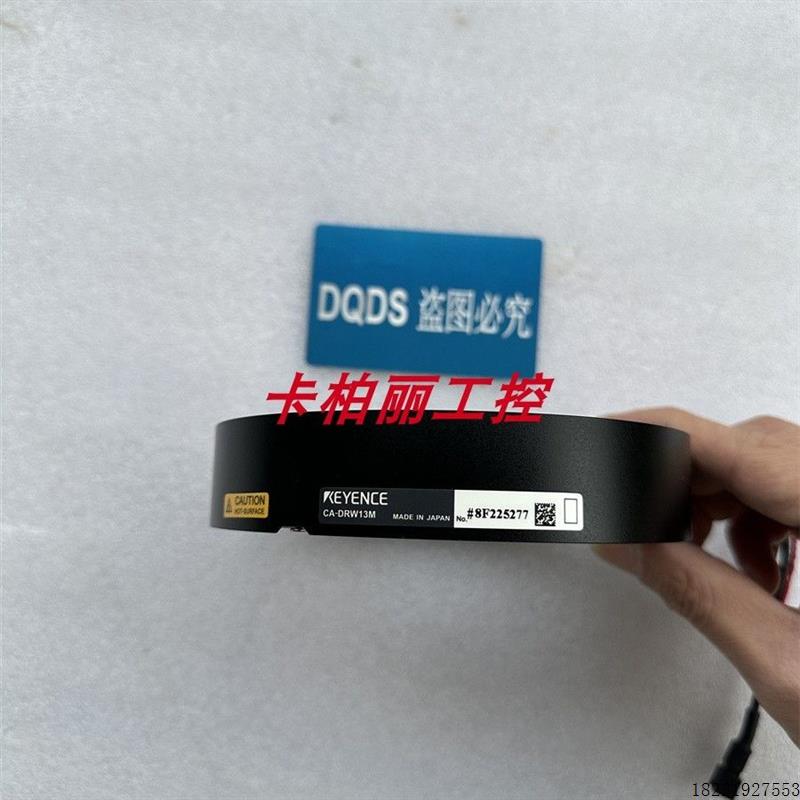 DQDS 盗图必究
卡柏丽工控
CAUTION
HOT-SURFACE
KEYENCE
CA-DRW13M MADE IN JAPAN No. #8F225277